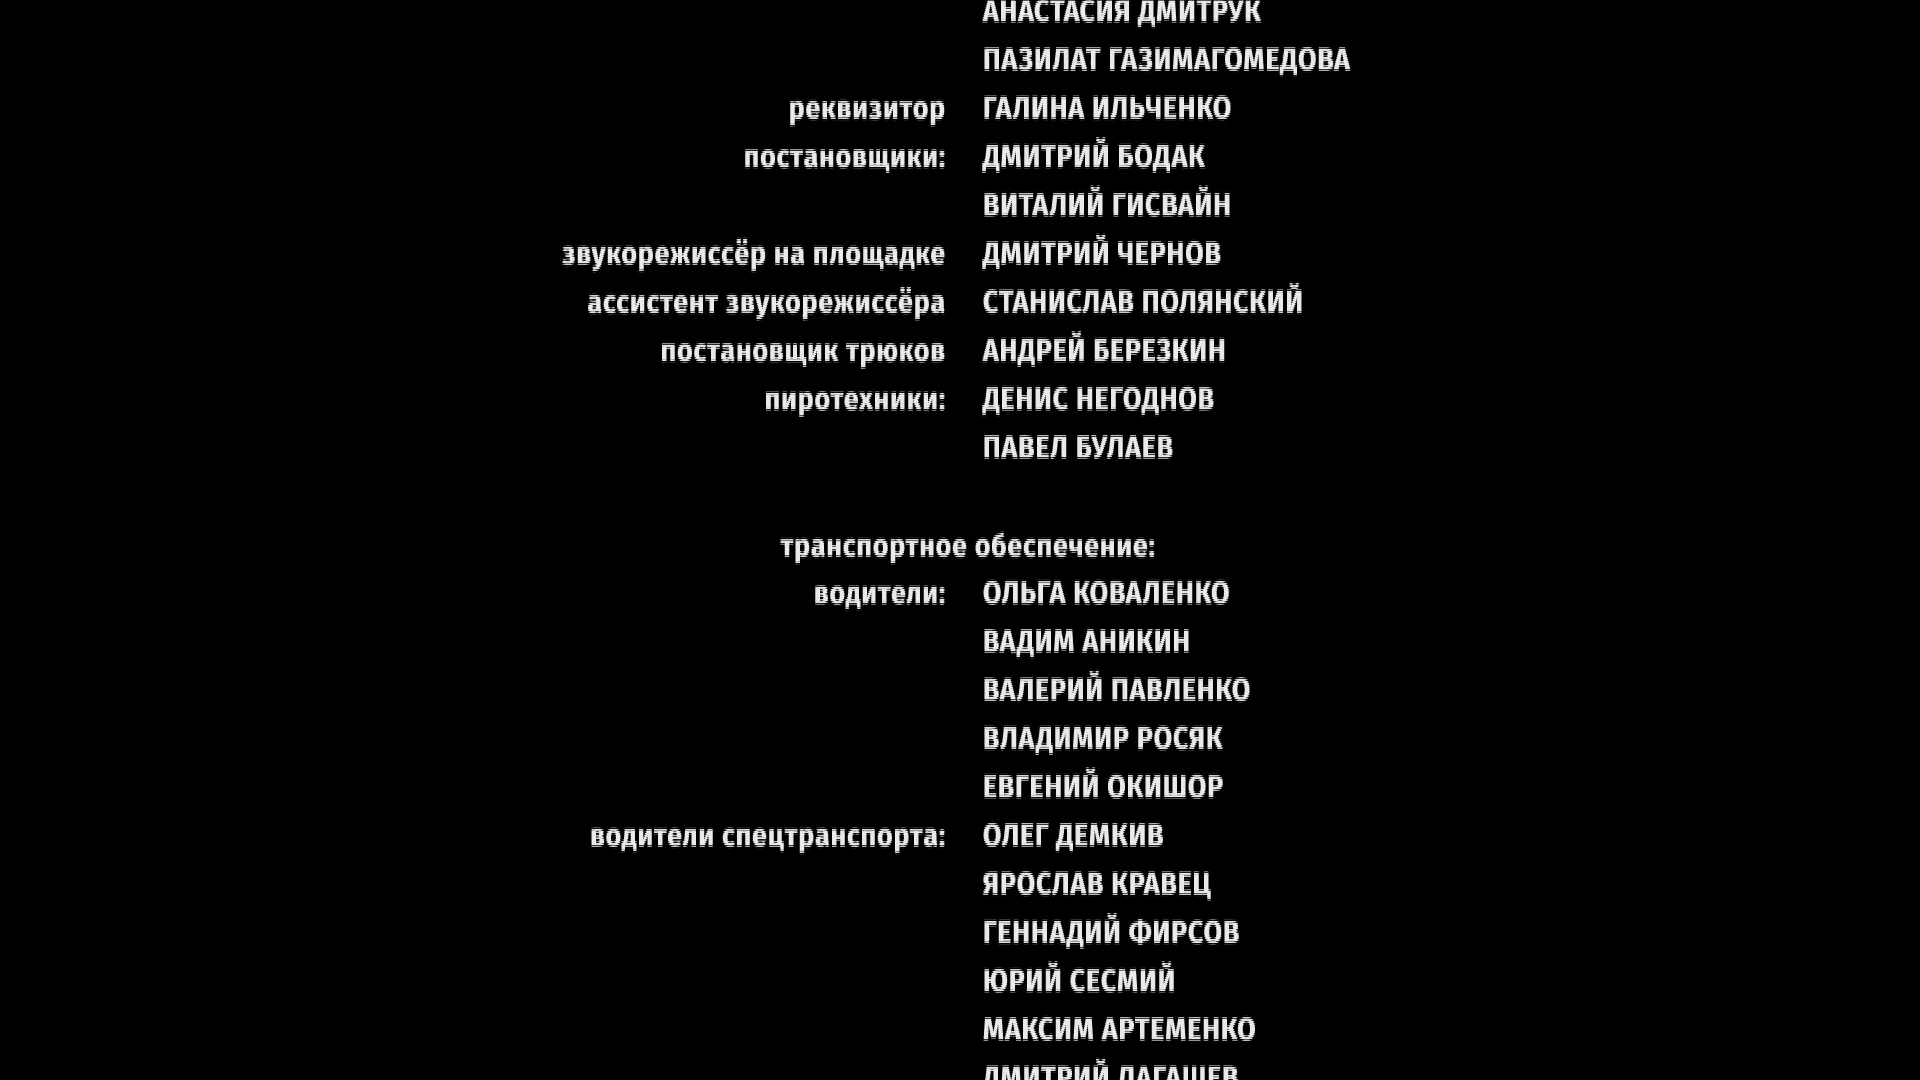 АНАСТАСИЯ ДМИТРУК
ПАЗИЛАТ ГАЗИМАГОМЕДОВА
реквизитор ГАЛИНА ИЛЬЧЕНКО
постановщики: ДМИТРИЙ БОДАК
ВИТАЛИЙ ГИСВАЙН
звукорежиссёр на площадке ДМИТРИЙ ЧЕРНОВ
ассистент звукорежиссёра СТАНИСЛАВ ПОЛЯНСКИЙ
постановщик трюков АНДРЕЙ БЕРЕЗКИН
пиротехники: ДЕНИС НЕГОДНОВ
ПАВЕЛ БУЛАЕВ
транспортное обеспечение:
водители: ОЛЬГА КОВАЛЕНКО
ВАДИМ АНИКИН
ВАЛЕРИЙ ПАВЛЕНКО
ВЛАДИМИР РОСЯК
ЕВГЕНИЙ ОКИШОР
водители спецтранспорта: ОЛЕГ ДЕМКИВ
ЯРОСЛАВ КРАВЕЦ
ГЕННАДИЙ ФИРСОВ
ЮРИЙ СЕСМИЙ
МАКСИМ АРТЕМЕНКО
ДМИТРИЙ